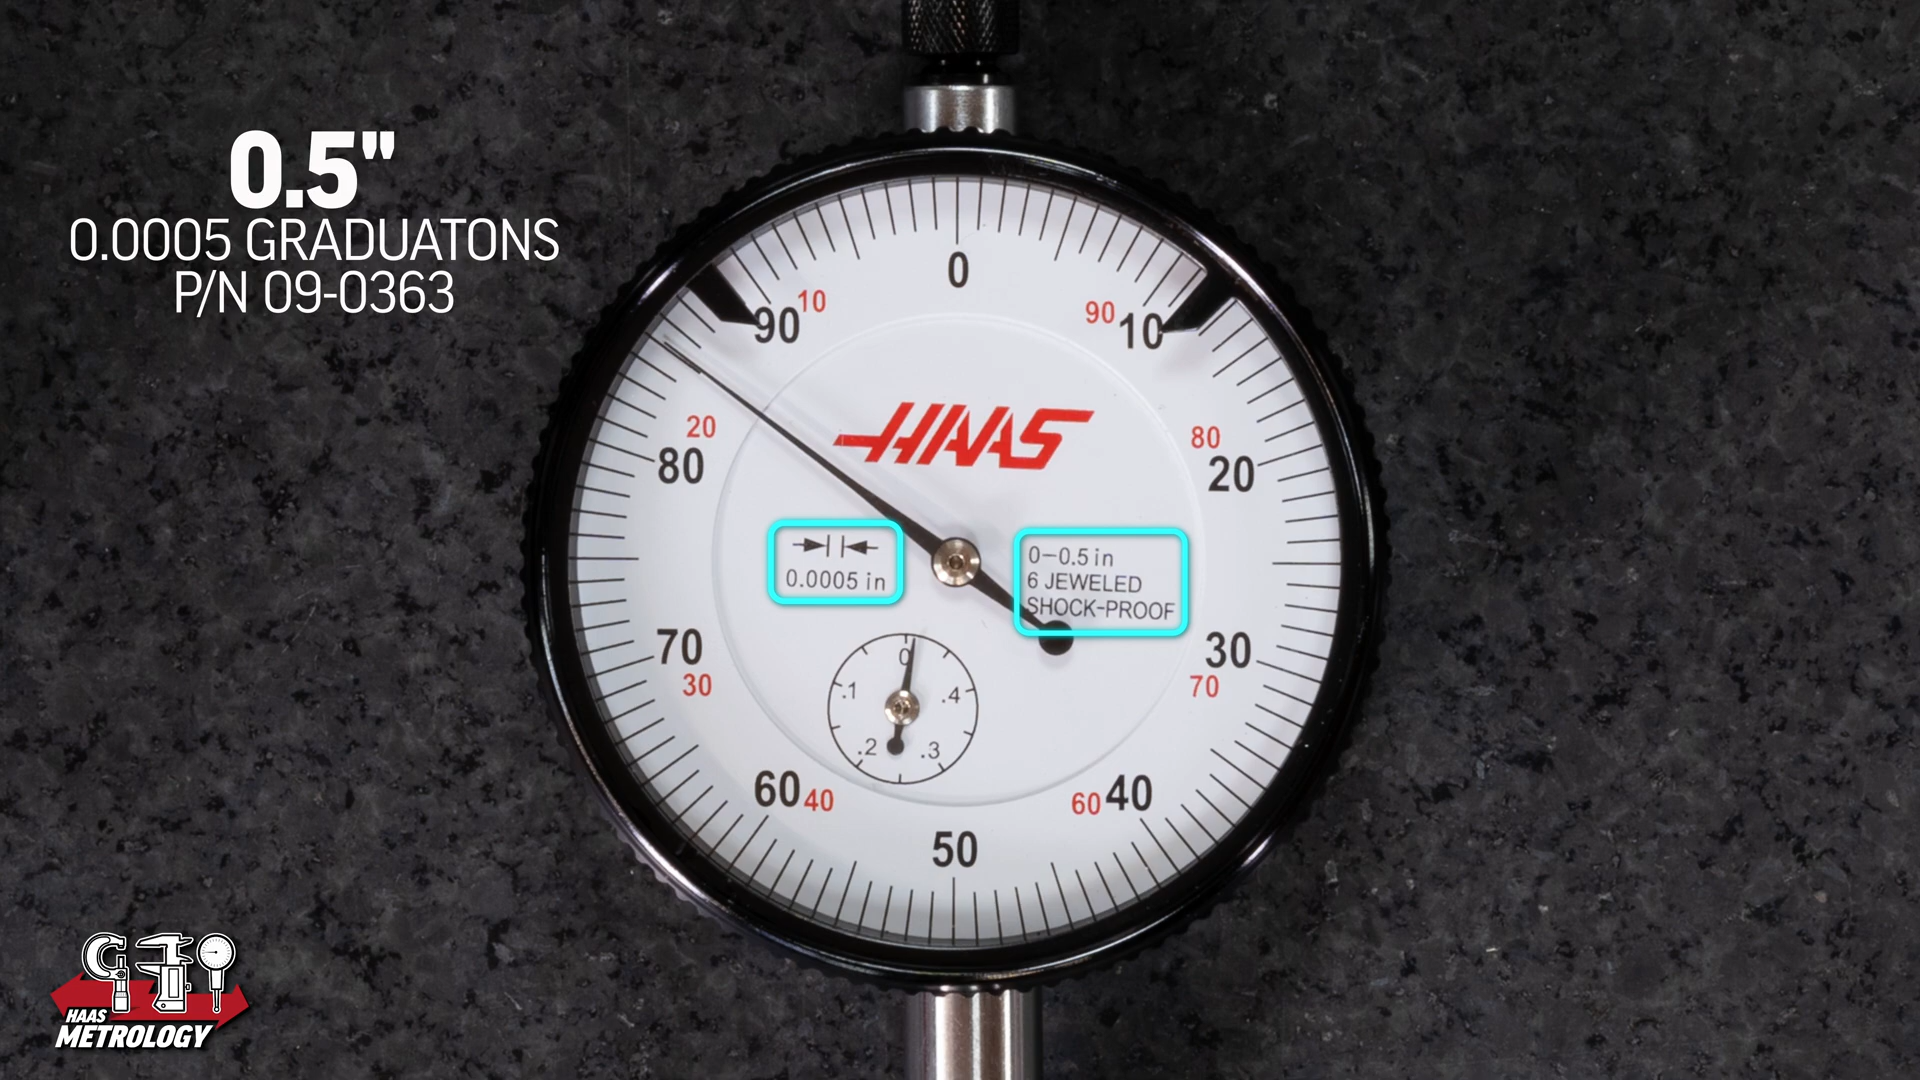 0.5"
0.0005 GRADUATONS
P/N 09-0363
0
90 10 90 10
HAAS
20 80
80 20
0.0005 in
0-0.5 in
6 JEWELED
SHOCK-PROOF
70 30
30 70
0
.1 .4
.2 .3
60 40 60 40
50
HAAS
METROLOGY